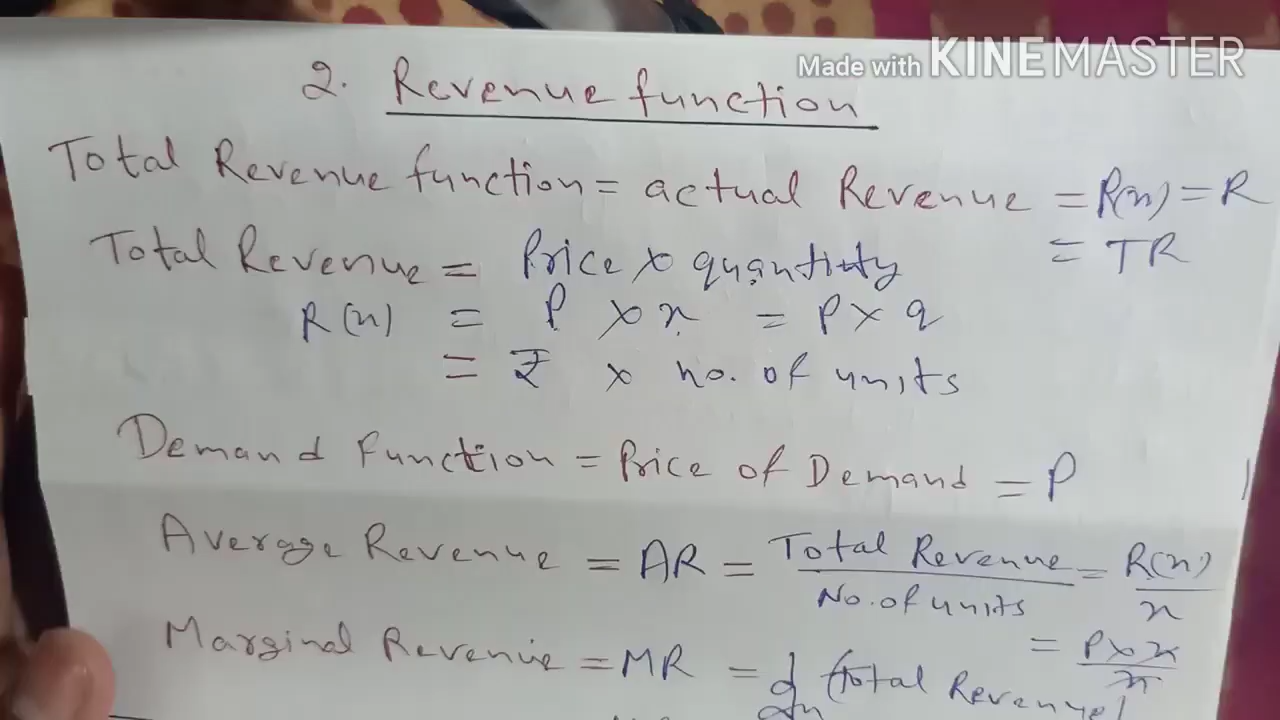 Made with KINEMASTER
2. Revenue function
Total Revenue function = actual Revenue = R(x) = R
= TR
Total Revenue = Price × quantity
R(x) = P × x = P × q
= ₹ × no. of units
Demand Function = Price of Demand = P
Average Revenue = AR = Total Revenue / No. of units = R(x) / x
= P × x / x
Marginal Revenue = MR = d/dx (Total Revenue)